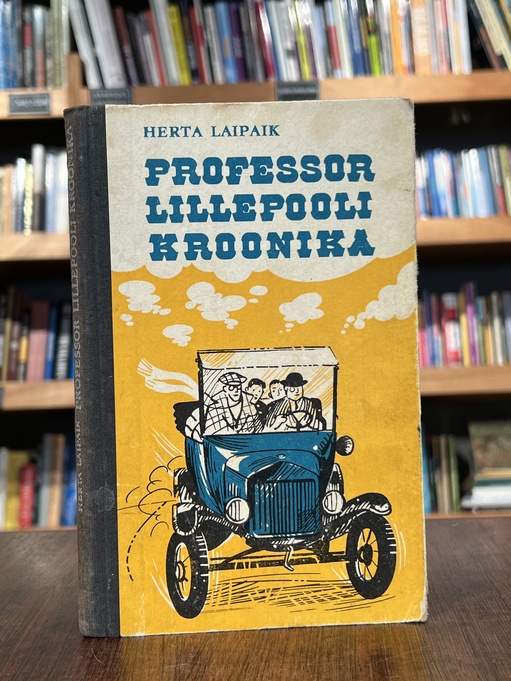 HERTA LAIPAIK
PROFESSOR
LILLEPOOLI
KROONIKA
HERTA LAIPAIK PROFESSOR LILLEPOOLI KROONIKA